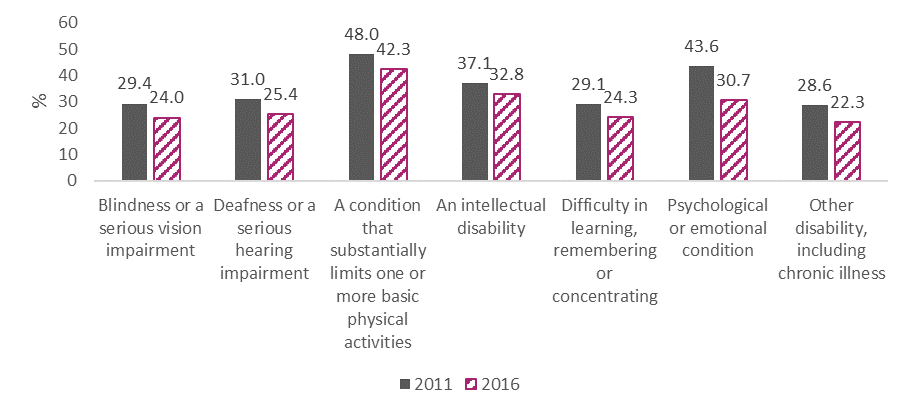 60
50
40
30
20
10
0
%
29.4 24.0
31.0 25.4
48.0 42.3
37.1 32.8
29.1 24.3
43.6 30.7
28.6 22.3
Blindness or a
serious vision
impairment
Deafness or a
serious
hearing
impairment
A condition
that
substantially
limits one or
more basic
physical
activities
An intellectual
disability
Difficulty in
learning,
remembering
or
concentrating
Psychological
or emotional
condition
Other
disability,
including
chronic illness
2011 2016